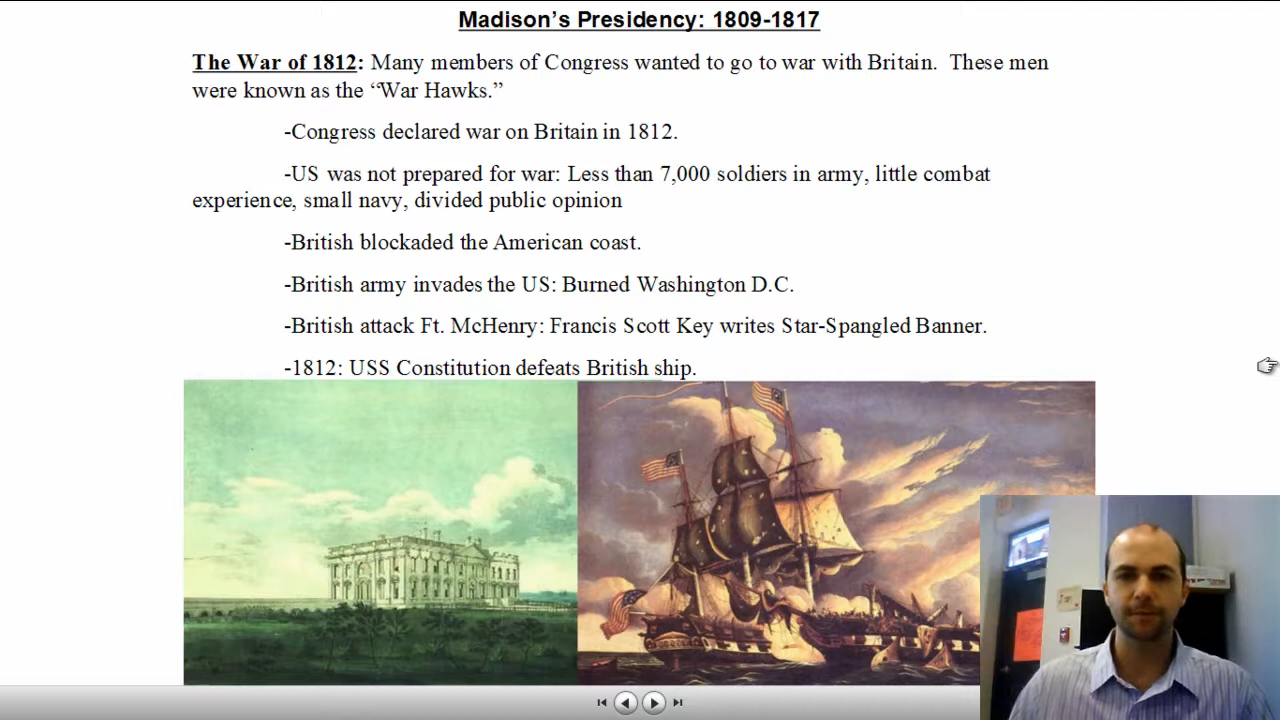 Madison’s Presidency: 1809-1817
The War of 1812: Many members of Congress wanted to go to war with Britain. These men
were known as the “War Hawks.”
-Congress declared war on Britain in 1812.
-US was not prepared for war: Less than 7,000 soldiers in army, little combat
experience, small navy, divided public opinion
-British blockaded the American coast.
-British army invades the US: Burned Washington D.C.
-British attack Ft. McHenry: Francis Scott Key writes Star-Spangled Banner.
-1812: USS Constitution defeats British ship.